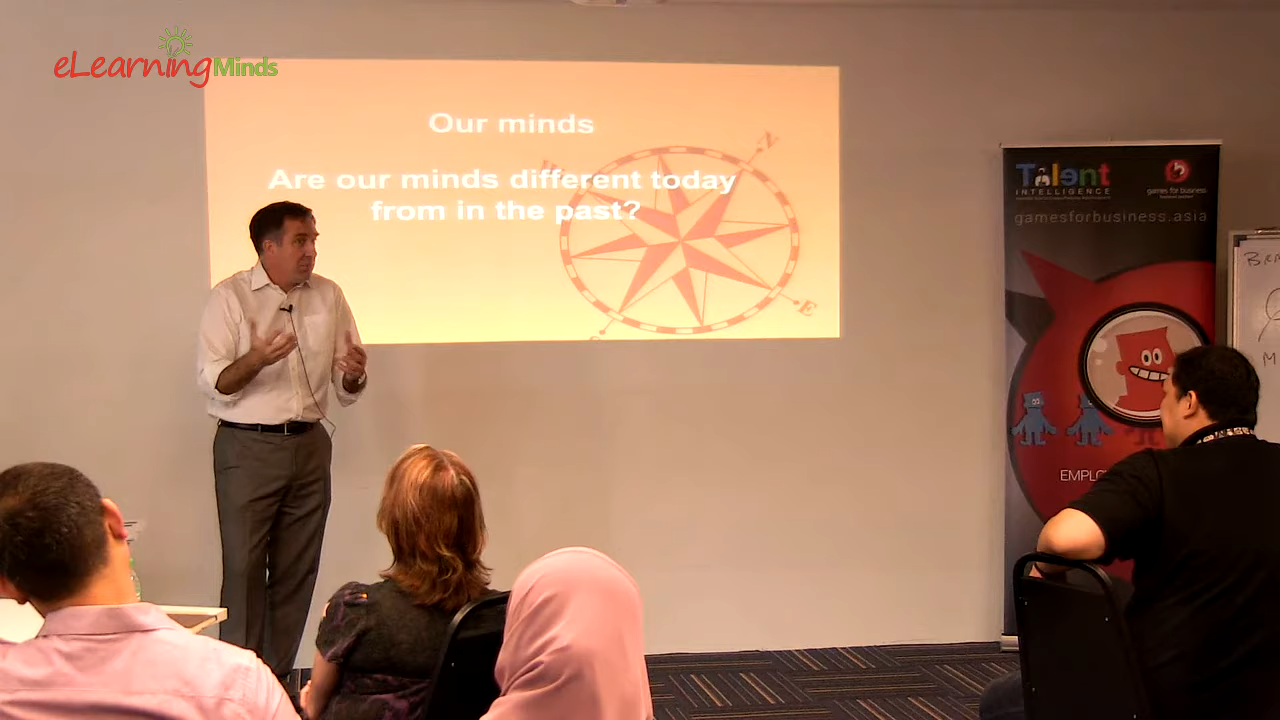 eLearningMinds
Our minds
Are our minds different today
from in the past?
N
E
Talent
INTELLIGENCE
games for business
gamesforbusiness.asia